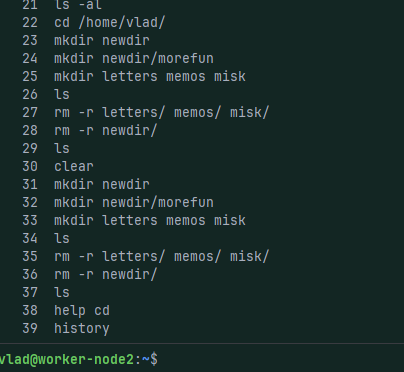 21 ls -al
22 cd /home/vlad/
23 mkdir newdir
24 mkdir newdir/morefun
25 mkdir letters memos misk
26 ls
27 rm -r letters/ memos/ misk/
28 rm -r newdir/
29 ls
30 clear
31 mkdir newdir
32 mkdir newdir/morefun
33 mkdir letters memos misk
34 ls
35 rm -r letters/ memos/ misk/
36 rm -r newdir/
37 ls
38 help cd
39 history
vlad@worker-node2:~$